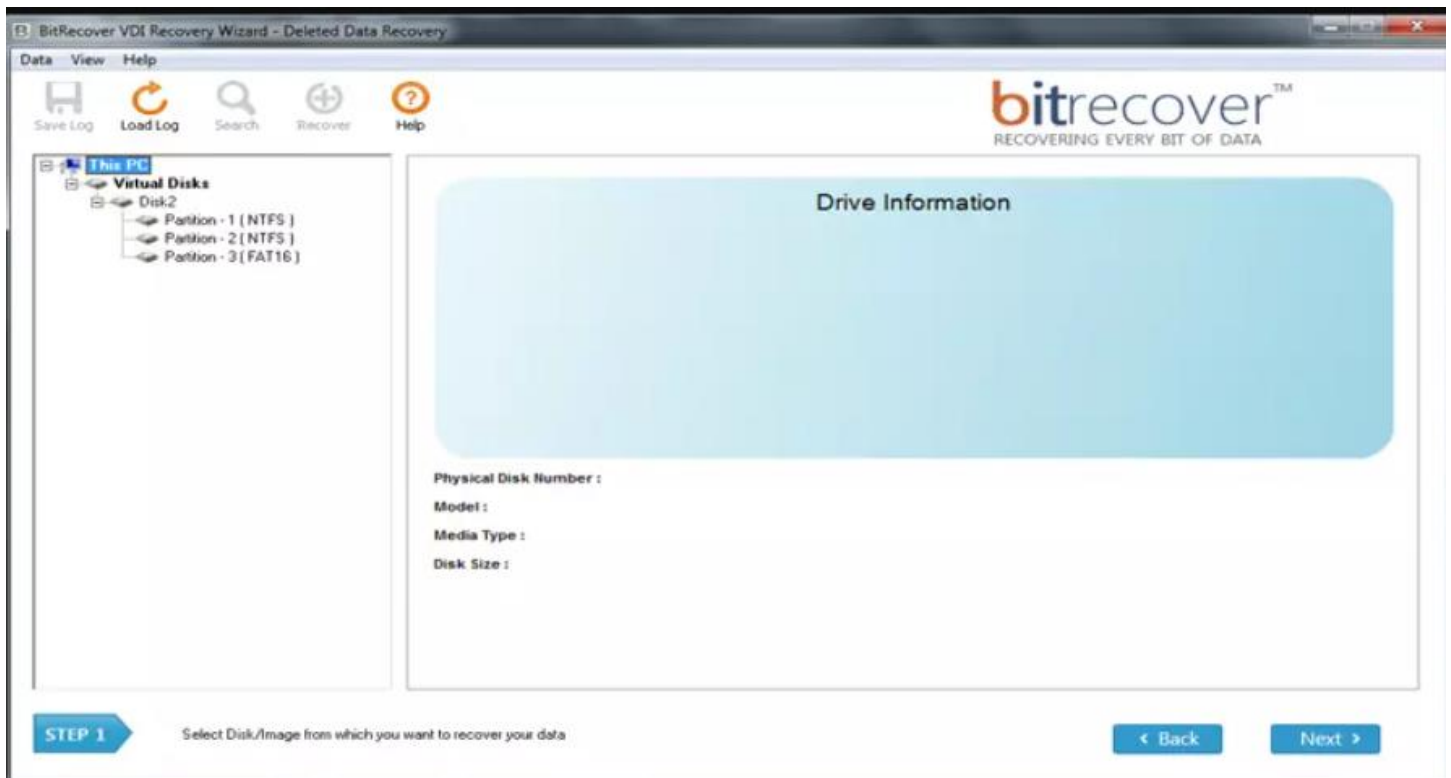 BitRecover VDI Recovery Wizard - Deleted Data Recovery
Data View Help
Save Log Load Log Search Recover Help
bitrecover™
RECOVERING EVERY BIT OF DATA
This PC
Virtual Disks
Disk2
Partition - 1 ( NTFS )
Partition - 2 ( NTFS )
Partition - 3 ( FAT16 )
Drive Information
Physical Disk Number :
Model :
Media Type :
Disk Size :
STEP 1
Select Disk/Image from which you want to recover your data
< Back Next >